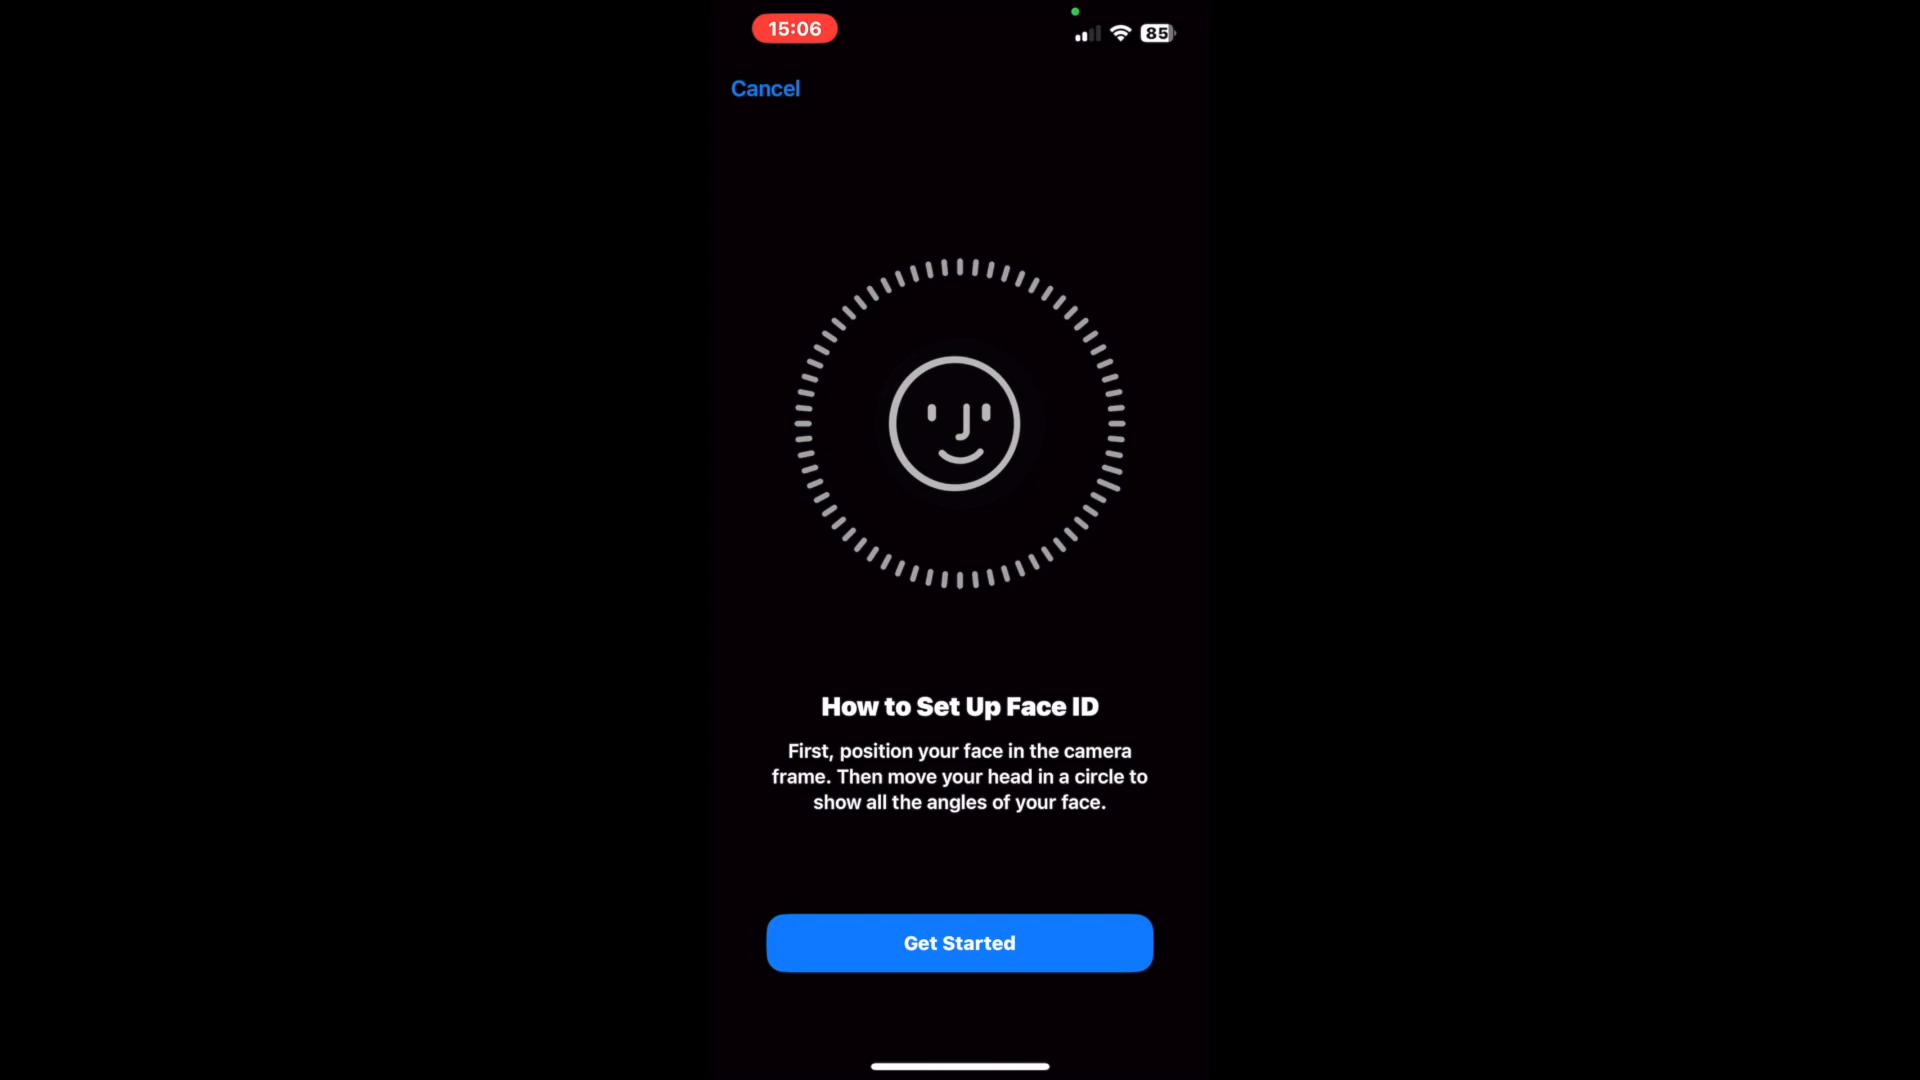 15:06
85
Cancel
How to Set Up Face ID
First, position your face in the camera
frame. Then move your head in a circle to
show all the angles of your face.
Get Started